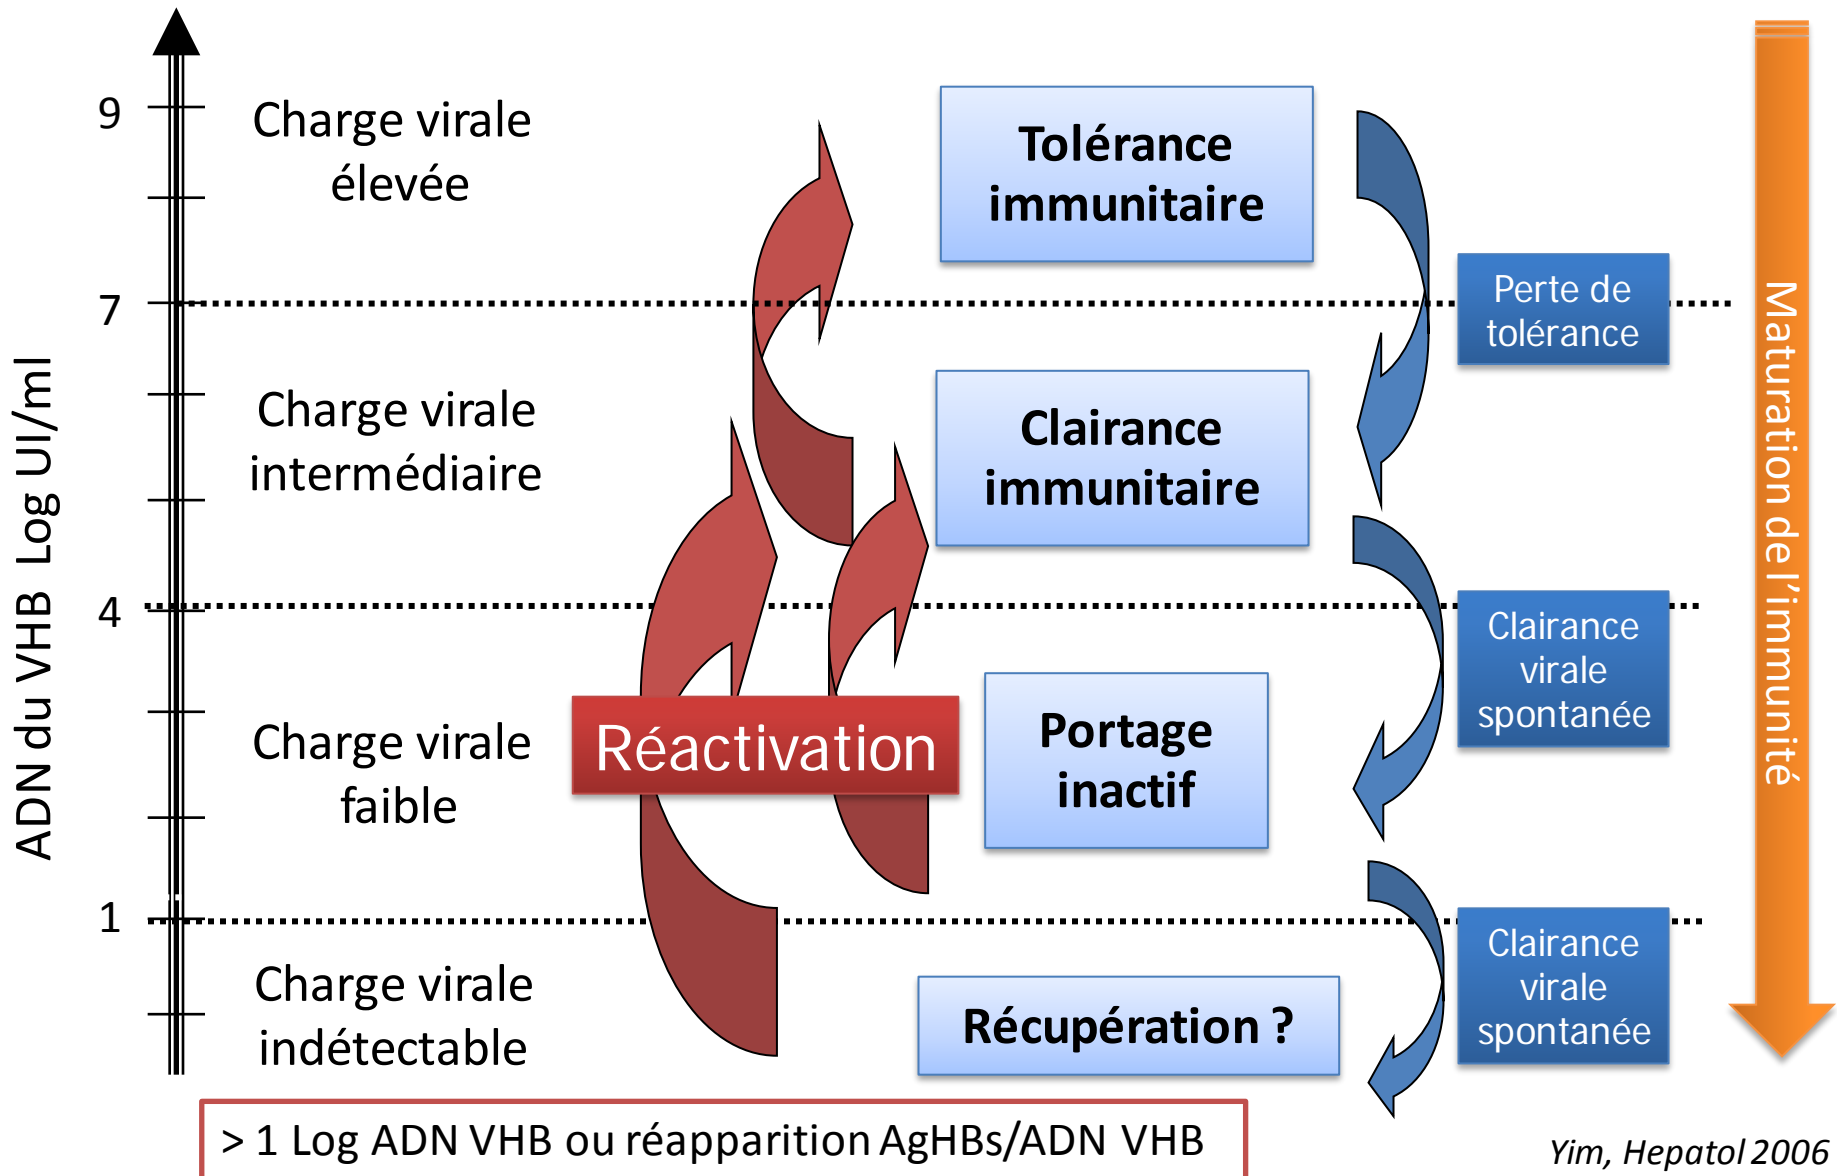 9
Charge virale
élevée
Tolérance
immunitaire
7
Perte de
tolérance
Charge virale
intermédiaire
Clairance
immunitaire
ADN du VHB Log UI/ml
Maturation de l'immunité
4
Clairance
virale
spontanée
Charge virale
faible
Réactivation
Portage
inactif
1
Clairance
virale
spontanée
Charge virale
indétectable
Récupération ?
> 1 Log ADN VHB ou réapparition AgHBs/ADN VHB
Yim, Hepatol 2006